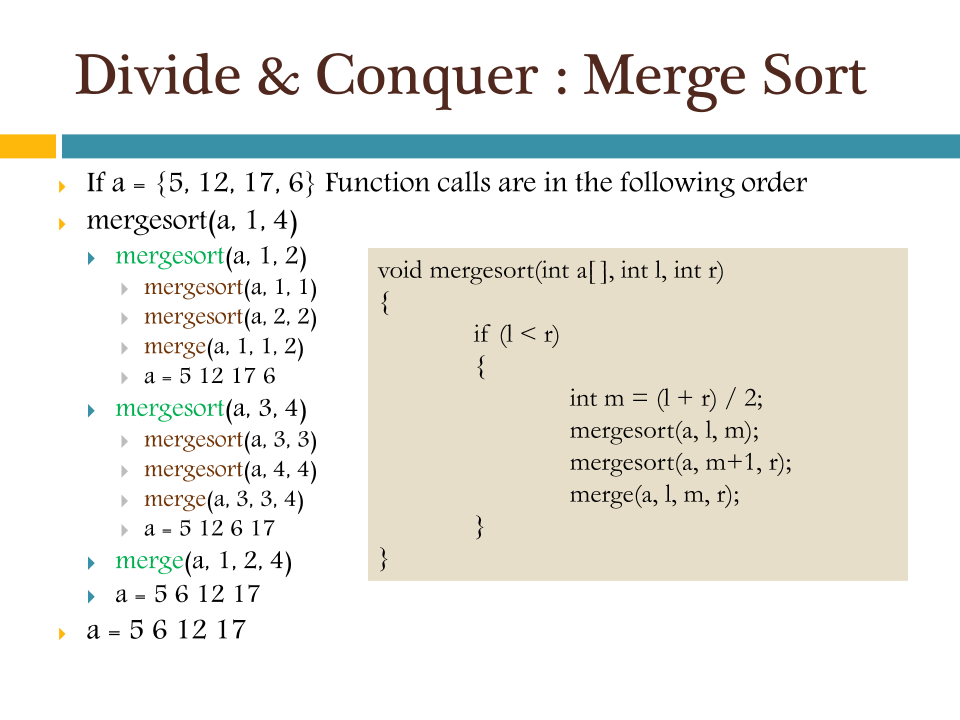 Divide & Conquer : Merge Sort
If a = {5, 12, 17, 6} Function calls are in the following order
mergesort(a, 1, 4)
mergesort(a, 1, 2)
mergesort(a, 1, 1)
mergesort(a, 2, 2)
merge(a, 1, 1, 2)
a = 5 12 17 6
mergesort(a, 3, 4)
mergesort(a, 3, 3)
mergesort(a, 4, 4)
merge(a, 3, 3, 4)
a = 5 12 6 17
merge(a, 1, 2, 4)
a = 5 6 12 17
a = 5 6 12 17
void mergesort(int a[ ], int l, int r)
{
if (l < r)
{
int m = (l + r) / 2;
mergesort(a, l, m);
mergesort(a, m+1, r);
merge(a, l, m, r);
}
}